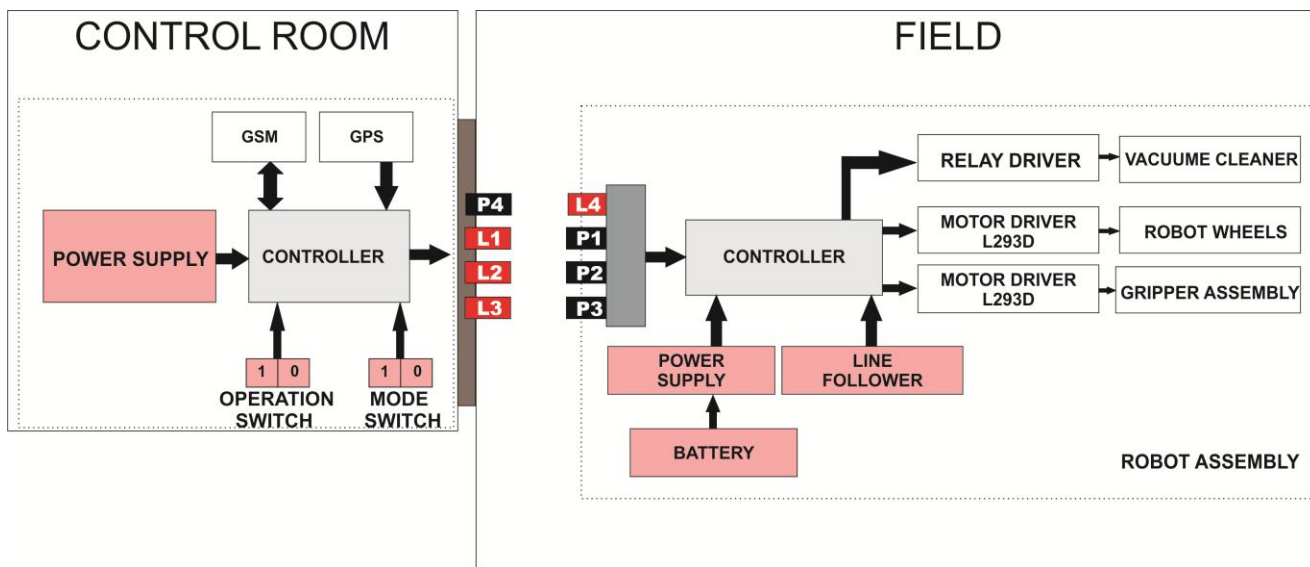 CONTROL ROOM
GSM
GPS
POWER SUPPLY
CONTROLLER
1 0
OPERATION
SWITCH
1 0
MODE
SWITCH
P4
L1
L2
L3
FIELD
L4
P1
P2
P3
CONTROLLER
RELAY DRIVER
VACUUME CLEANER
MOTOR DRIVER
L293D
ROBOT WHEELS
MOTOR DRIVER
L293D
GRIPPER ASSEMBLY
POWER
SUPPLY
LINE
FOLLOWER
BATTERY
ROBOT ASSEMBLY